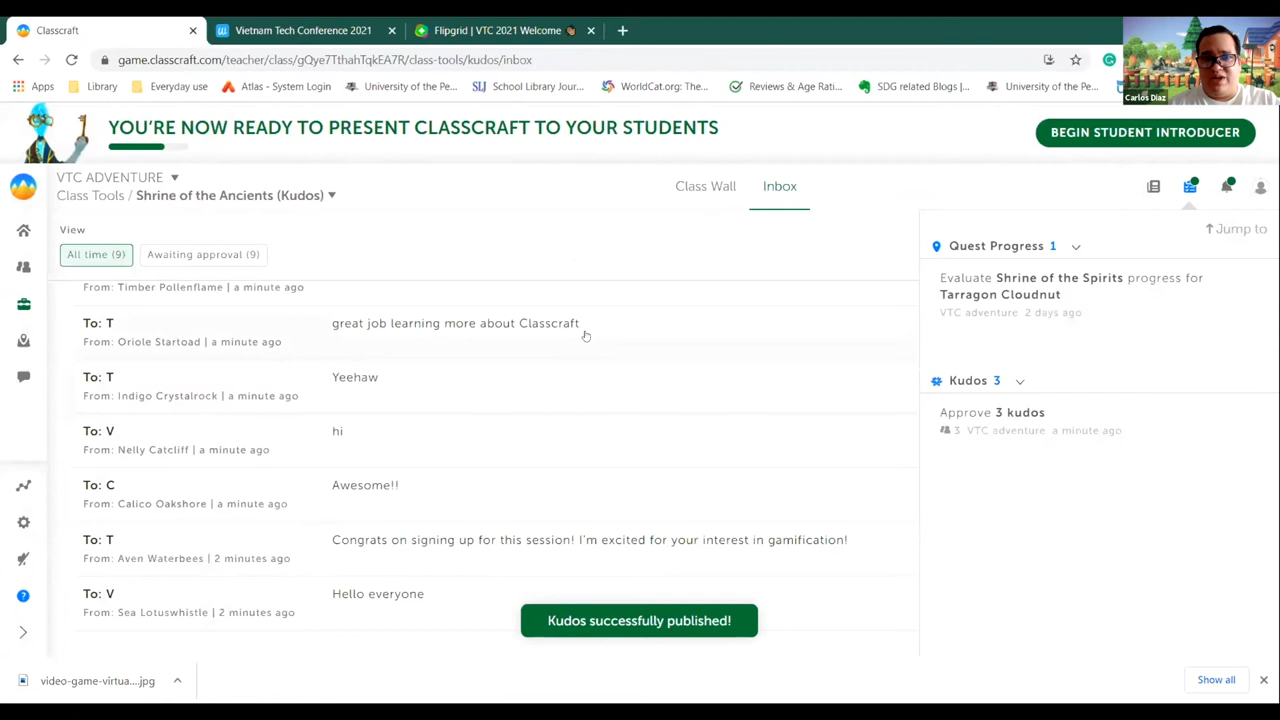 Classcraft
Vietnam Tech Conference 2021
Flipgrid | VTC 2021 Welcome
game.classcraft.com/teacher/class/gQye7TthahTqkEA7R/class-tools/kudos/inbox
Apps
Library
Everyday use
Atlas - System Login
University of the Pe...
School Library Jour...
WorldCat.org: The...
Reviews & Age Rati...
SDG related Blogs |...
University of the Pe...
Carlos Diaz
YOU'RE NOW READY TO PRESENT CLASSCRAFT TO YOUR STUDENTS
BEGIN STUDENT INTRODUCER
VTC ADVENTURE
Class Tools / Shrine of the Ancients (Kudos)
Class Wall
Inbox
View
All time (9)
Awaiting approval (9)
From: Timber Pollenflame | a minute ago
To: T
great job learning more about Classcraft
From: Oriole Startoad | a minute ago
To: T
Yeehaw
From: Indigo Crystalrock | a minute ago
To: V
hi
From: Nelly Catcliff | a minute ago
To: C
Awesome!!
From: Calico Oakshore | a minute ago
To: T
Congrats on signing up for this session! I'm excited for your interest in gamification!
From: Aven Waterbees | 2 minutes ago
To: V
Hello everyone
From: Sea Lotuswhistle | 2 minutes ago
Kudos successfully published!
Jump to
Quest Progress 1
Evaluate Shrine of the Spirits progress for
Tarragon Cloudnut
VTC adventure 2 days ago
Kudos 3
Approve 3 kudos
3 VTC adventure a minute ago
video-game-virtua....jpg
Show all